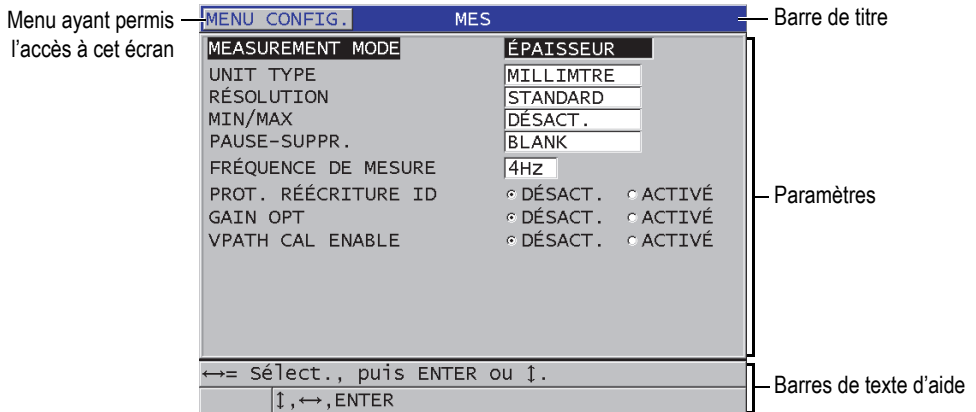 Menu ayant permis
l'accès à cet écran
MENU CONFIG. MES
Barre de titre
MEASUREMENT MODE ÉPAISSEUR
UNIT TYPE MILLIMTRE
RÉSOLUTION STANDARD
MIN/MAX DÉSACT.
PAUSE-SUPPR. BLANK
FRÉQUENCE DE MESURE 4Hz
PROT. RÉÉCRITURE ID DÉSACT. ACTIVÉ
GAIN OPT DÉSACT. ACTIVÉ
VPATH CAL ENABLE DÉSACT. ACTIVÉ
Paramètres
↔= Sélect., puis ENTER ou ↕.
↕,↔,ENTER
Barres de texte d'aide